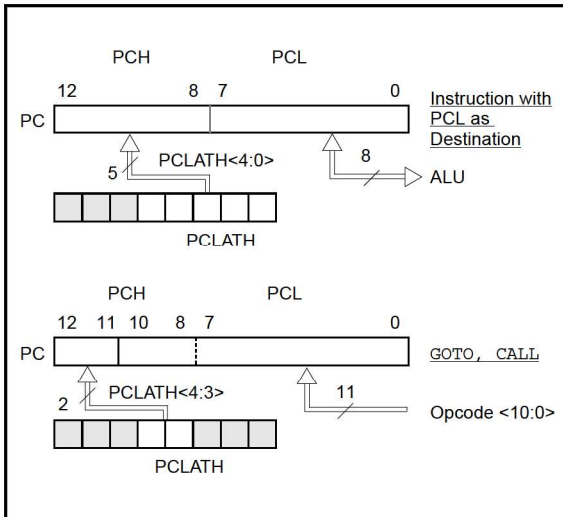 PCH PCL
12 8 7 0
PC
Instruction with
PCL as
Destination
5
PCLATH<4:0>
8
ALU
PCLATH
PCH PCL
12 11 10 8 7 0
PC
GOTO, CALL
2
PCLATH<4:3>
11
Opcode <10:0>
PCLATH